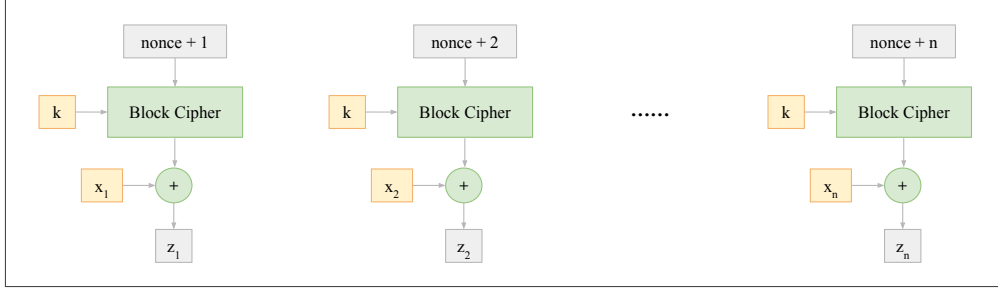 nonce + 1 nonce + 2 nonce + n
k Block Cipher k Block Cipher ...... k Block Cipher
x₁ + x₂ + xₙ +
z₁ z₂ zₙ